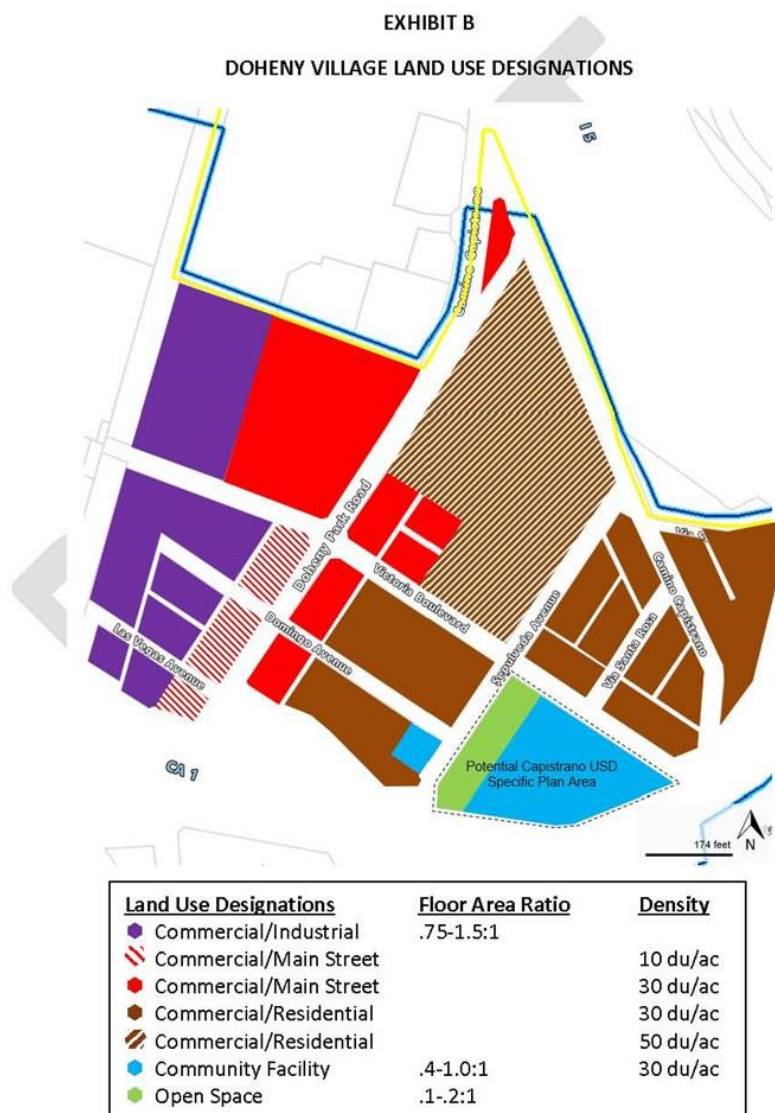 EXHIBIT B
DOHENY VILLAGE LAND USE DESIGNATIONS
I 5
Camino Capistrano
Doheny Park Road
Victoria Boulevard
Sepulveda Avenue
Camino Capistrano
Via Santa Rosa
Domingo Avenue
Las Vegas Avenue
CA 1
Potential Capistrano USD
Specific Plan Area
174 feet
N
Land Use Designations Floor Area Ratio Density
Commercial/Industrial .75-1.5:1
Commercial/Main Street 10 du/ac
Commercial/Main Street 30 du/ac
Commercial/Residential 30 du/ac
Commercial/Residential 50 du/ac
Community Facility .4-1.0:1 30 du/ac
Open Space .1-.2:1